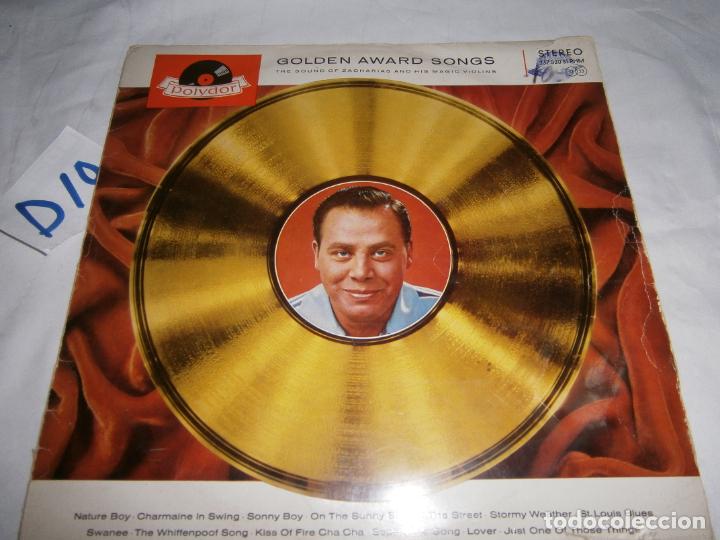 GOLDEN AWARD SONGS
THE SOUND OF ZACHARIAS AND HIS MAGIC VIOLINS
STEREO
polydor
D10
Nature Boy · Charmaine in Swing · Sonny Boy · On The Sunny The Street · Stormy Weather · St. Louis Blues
Swanee · The Whiffenpoof Song · Kiss Of Fire Cha Cha Song · Lover · Just One Of Those Things
todocoleccion